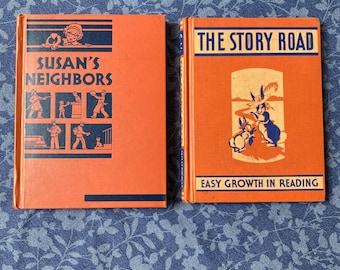 SUSAN'S
NEIGHBORS
THE STORY ROAD
EASY GROWTH IN READING